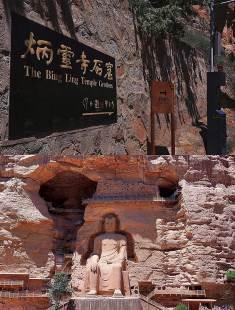 炳靈寺石窟
The Bing Ling Temple Grottoes